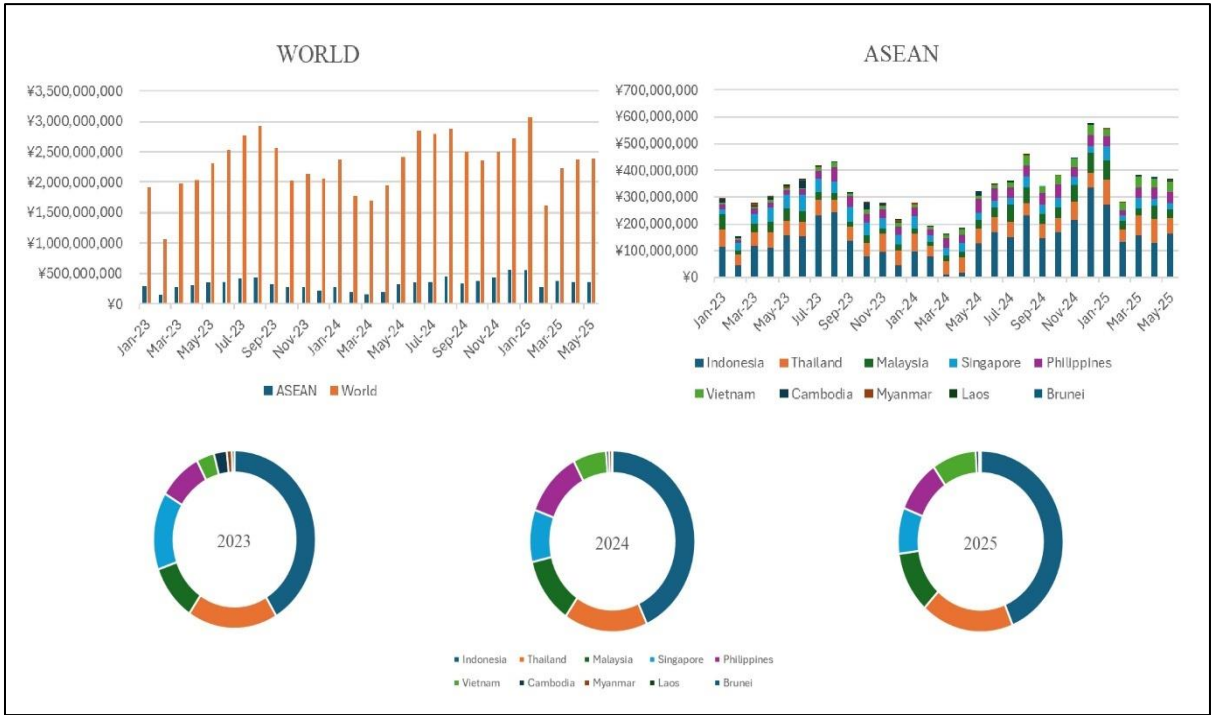 WORLD
¥3,500,000,000
¥3,000,000,000
¥2,500,000,000
¥2,000,000,000
¥1,500,000,000
¥1,000,000,000
¥500,000,000
¥0
Jan-23
Mar-23
May-23
Jul-23
Sep-23
Nov-23
Jan-24
Mar-24
May-24
Jul-24
Sep-24
Nov-24
Jan-25
Mar-25
May-25
ASEAN World
ASEAN
¥700,000,000
¥600,000,000
¥500,000,000
¥400,000,000
¥300,000,000
¥200,000,000
¥100,000,000
¥0
Jan-23
Mar-23
May-23
Jul-23
Sep-23
Nov-23
Jan-24
Mar-24
May-24
Jul-24
Sep-24
Nov-24
Jan-25
Mar-25
May-25
Indonesia Thailand Malaysia Singapore Philippines
Vietnam Cambodia Myanmar Laos Brunei
2023
2024
2025
Indonesia Thailand Malaysia Singapore Philippines
Vietnam Cambodia Myanmar Laos Brunei